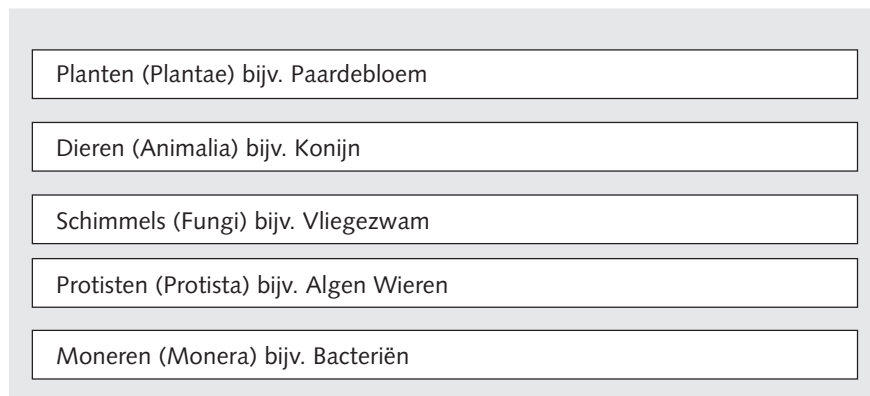 Planten (Plantae) bijv. Paardebloem
Dieren (Animalia) bijv. Konijn
Schimmels (Fungi) bijv. Vliegezwam
Protisten (Protista) bijv. Algen Wieren
Moneren (Monera) bijv. Bacteriën